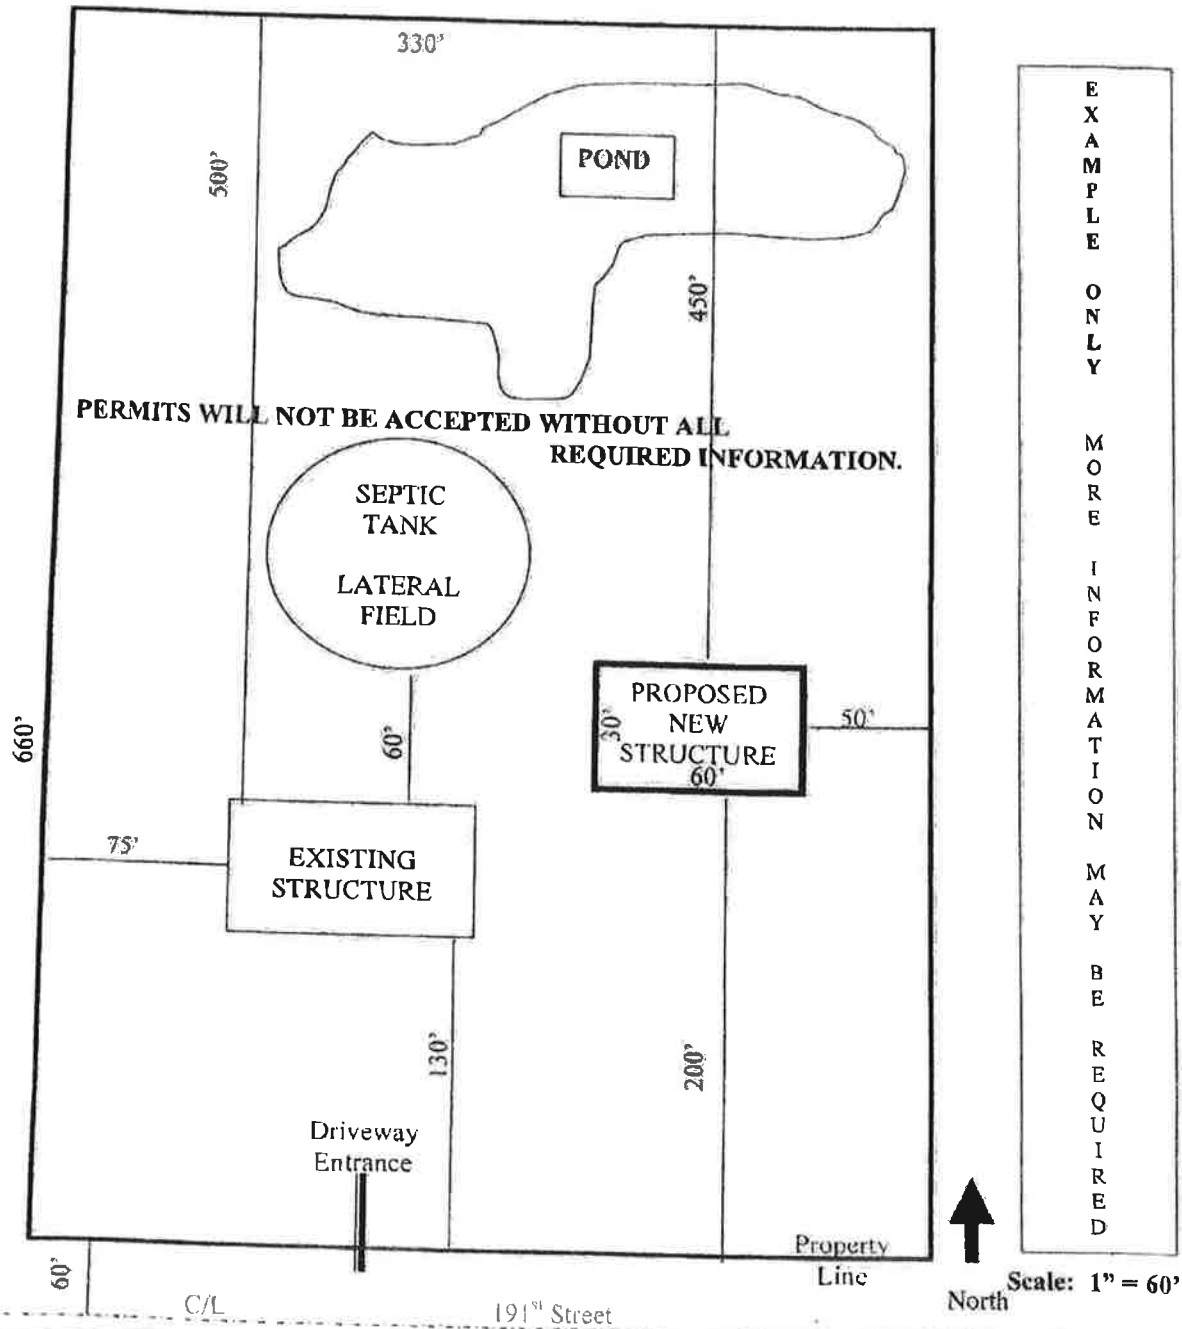 330'
500'
POND
450'
PERMITS WILL NOT BE ACCEPTED WITHOUT ALL
REQUIRED INFORMATION.
SEPTIC
TANK
LATERAL
FIELD
660'
60'
PROPOSED
NEW
STRUCTURE
30'
60'
50'
75'
EXISTING
STRUCTURE
130'
200'
Driveway
Entrance
Property
Line
60'
C/L
191st Street
North
Scale: 1" = 60'
EXAMPLE ONLY MORE INFORMATION MAY BE REQUIRED